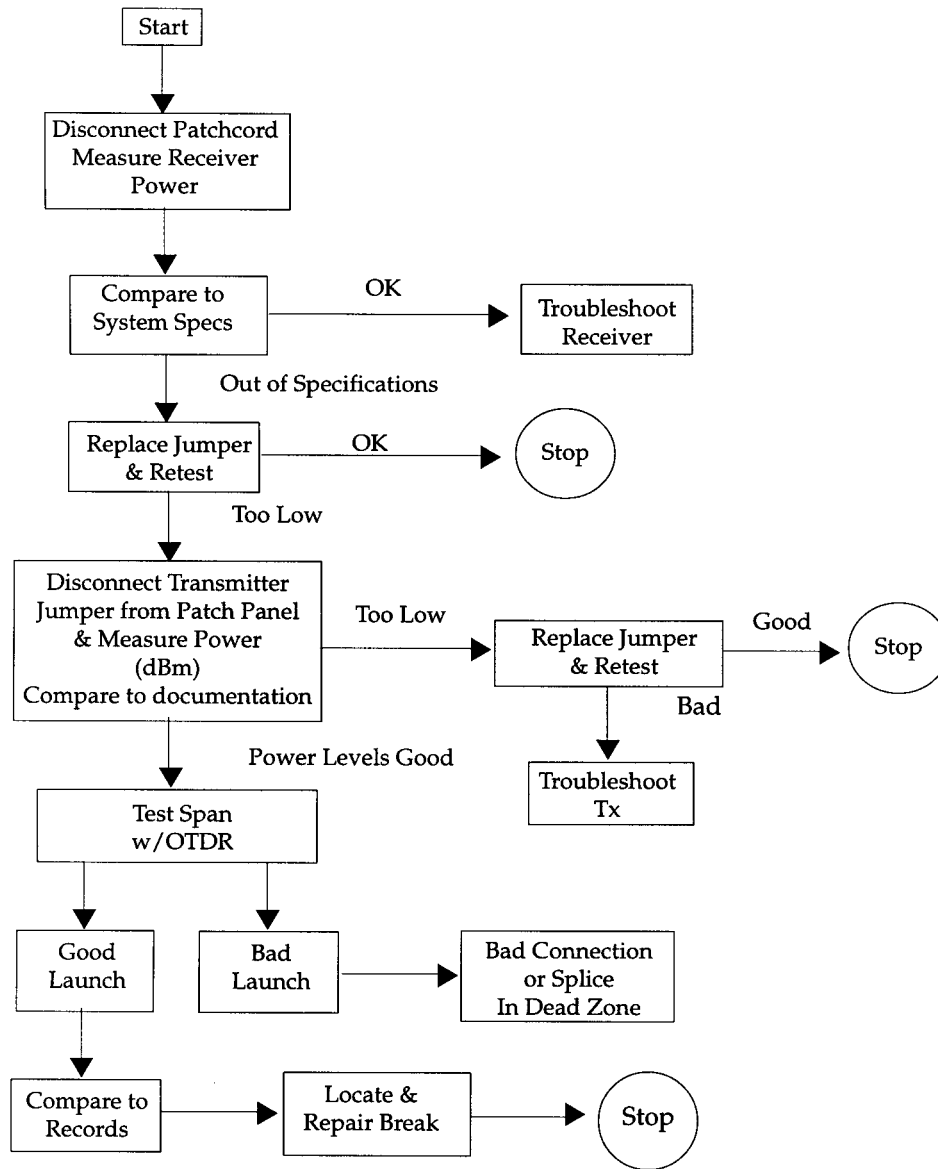 Start
Disconnect Patchcord
Measure Receiver
Power
Compare to
System Specs
OK
Troubleshoot
Receiver
Out of Specifications
Replace Jumper
& Retest
OK
Stop
Too Low
Disconnect Transmitter
Jumper from Patch Panel
& Measure Power
(dBm)
Compare to documentation
Too Low
Replace Jumper
& Retest
Good
Stop
Bad
Troubleshoot
Tx
Power Levels Good
Test Span
w/OTDR
Good
Launch
Bad
Launch
Bad Connection
or Splice
In Dead Zone
Compare to
Records
Locate &
Repair Break
Stop